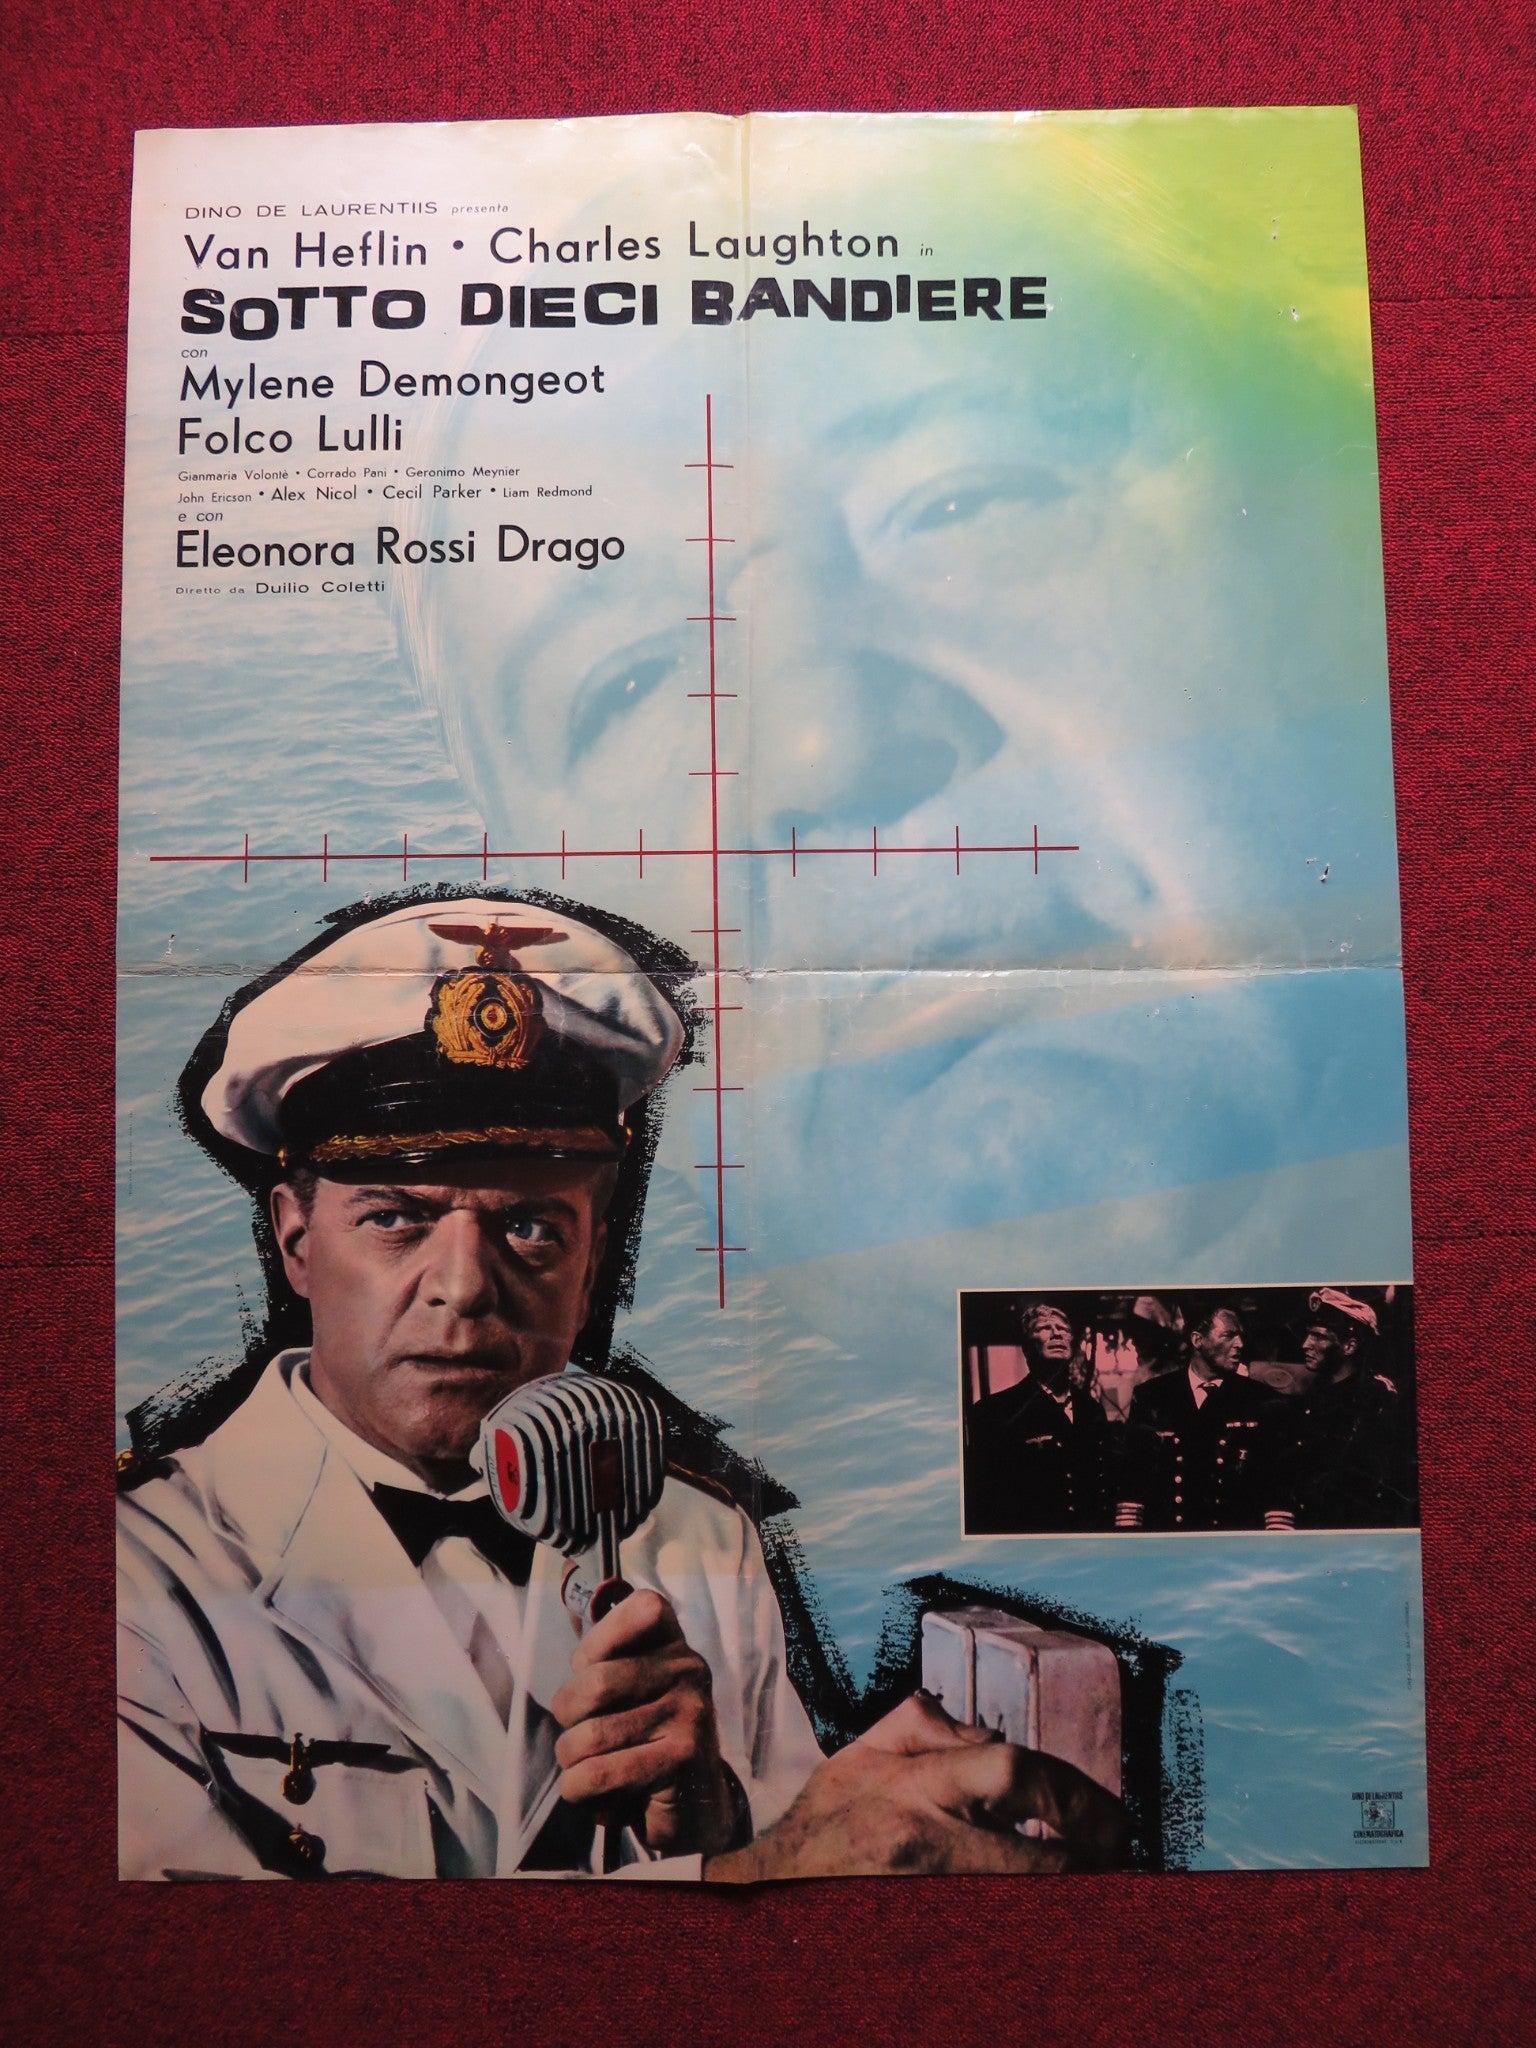 DINO DE LAURENTIIS presenta
Van Heflin • Charles Laughton in
SOTTO DIECI BANDIERE
con
Mylene Demongeot
Folco Lulli
Gianmaria Volontè • Corrado Pani • Geronimo Meynier
John Ericson • Alex Nicol • Cecil Parker • Liam Redmond
e con
Eleonora Rossi Drago
Diretto da Duilio Coletti
DINO DE LAURENTIIS
CINEMATOGRAFICA